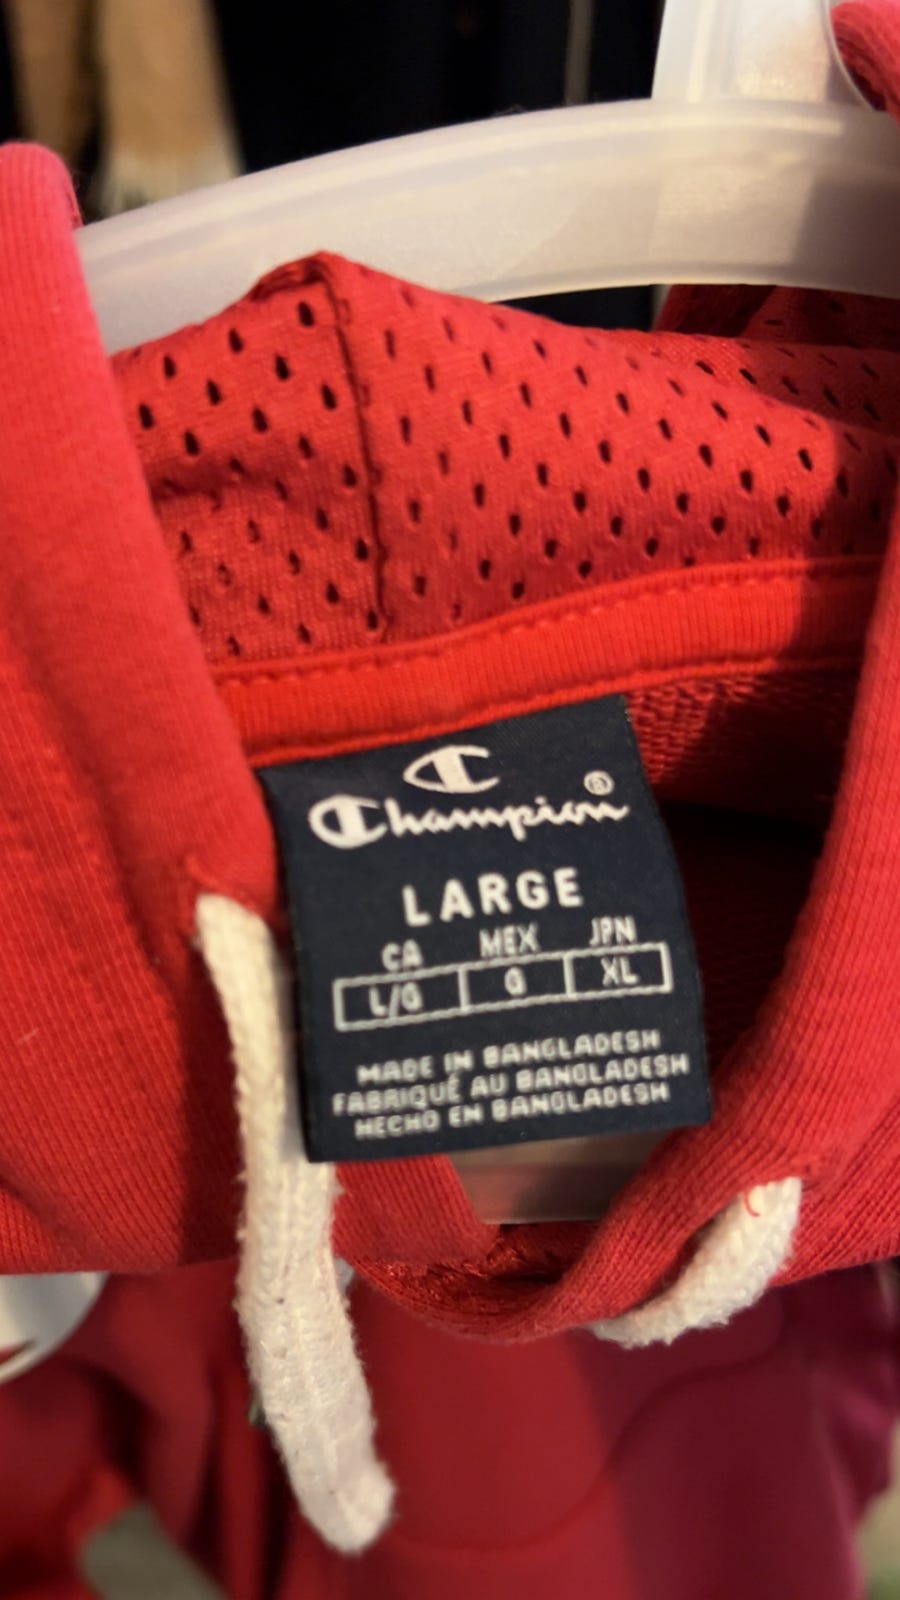 Champion®
LARGE
CA MEX JPN
L/G G XL
MADE IN BANGLADESH
FABRIQUÉ AU BANGLADESH
HECHO EN BANGLADESH